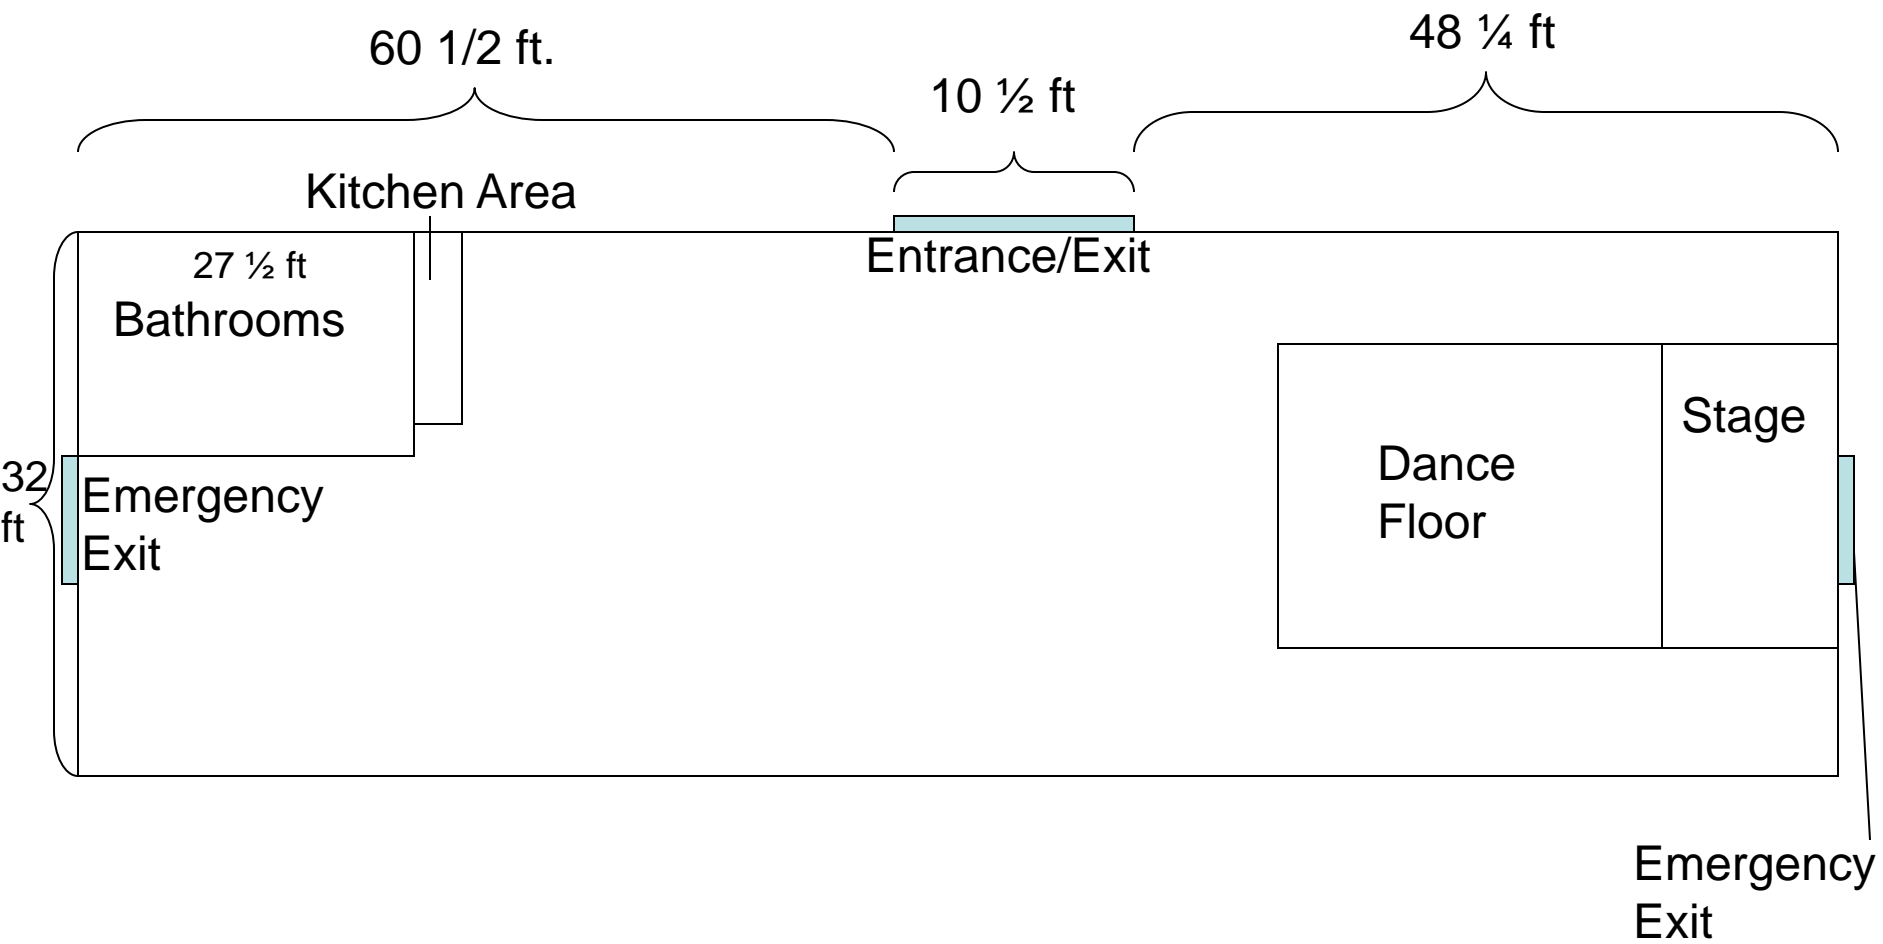 60 1/2 ft.
48 ¼ ft
10 ½ ft
Kitchen Area
27 ½ ft
Bathrooms
Entrance/Exit
Stage
Dance
Floor
32
ft
Emergency
Exit
Emergency
Exit